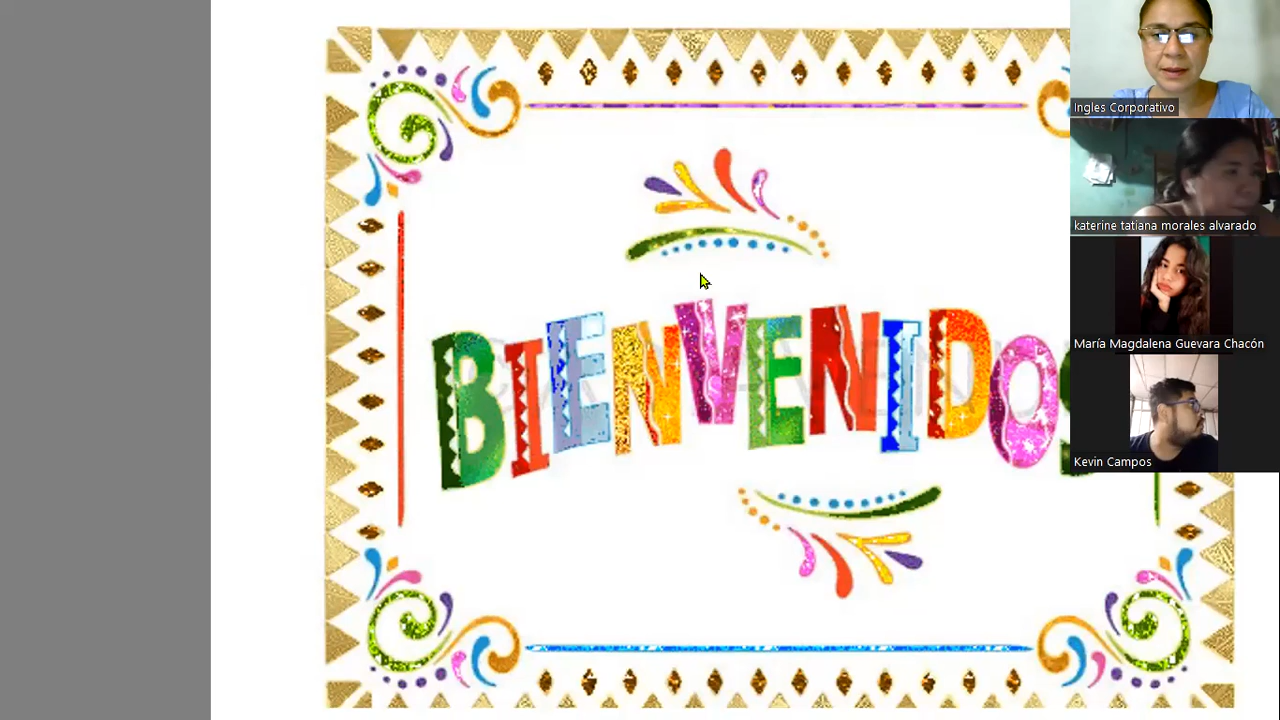 Ingles Corporativo
katerine tatiana morales alvarado
María Magdalena Guevara Chacón
Kevin Campos
BIENVENIDOS